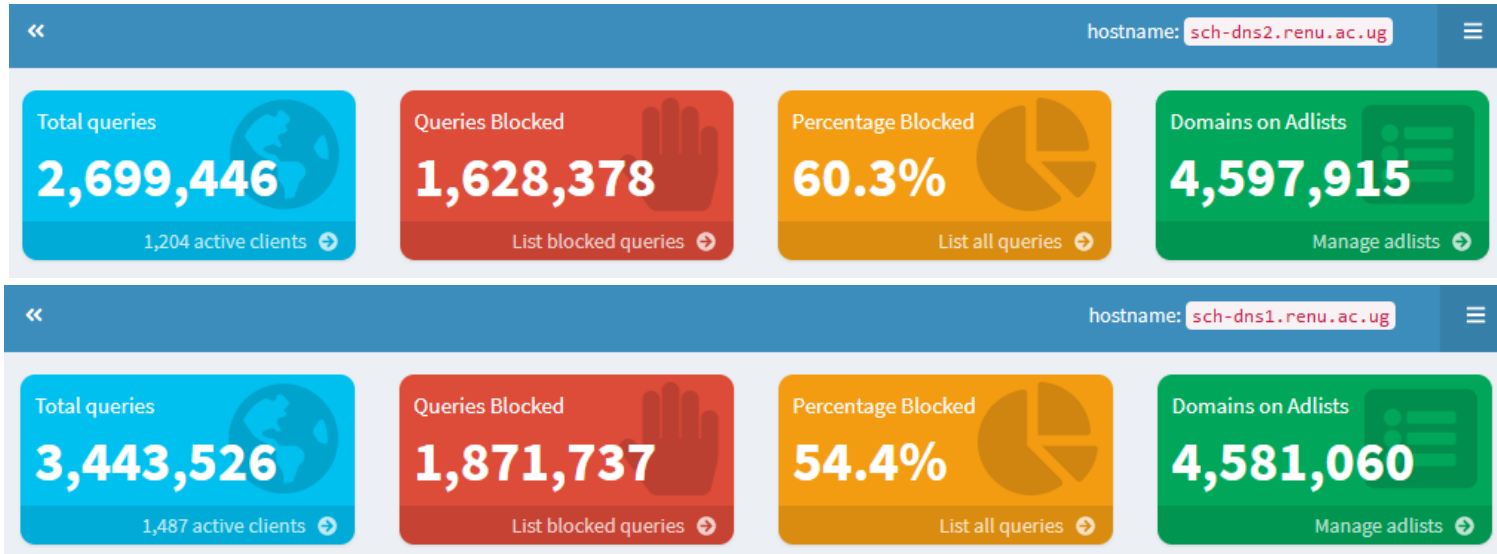 hostname: sch-dns2.renu.ac.ug
Total queries
2,699,446
1,204 active clients
Queries Blocked
1,628,378
List blocked queries
Percentage Blocked
60.3%
List all queries
Domains on Adlists
4,597,915
Manage adlists
hostname: sch-dns1.renu.ac.ug
Total queries
3,443,526
1,487 active clients
Queries Blocked
1,871,737
List blocked queries
Percentage Blocked
54.4%
List all queries
Domains on Adlists
4,581,060
Manage adlists